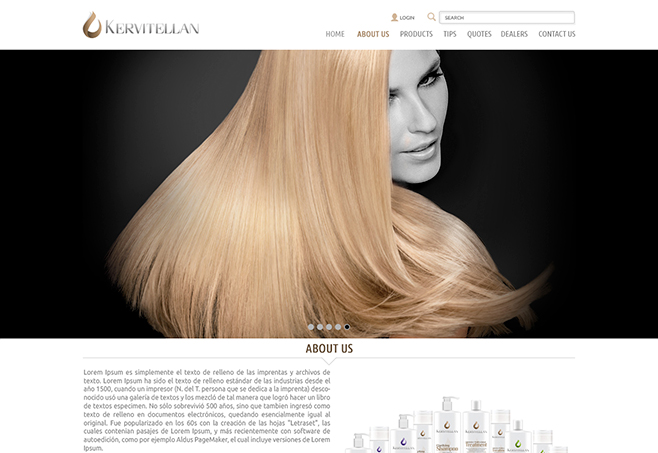 KERVITELLAN
LOGIN
SEARCH
HOME ABOUT US PRODUCTS TIPS QUOTES DEALERS CONTACT US
ABOUT US
Lorem Ipsum es simplemente el texto de relleno de las imprentas y archivos de
texto. Lorem Ipsum ha sido el texto de relleno estándar de las industrias desde el
año 1500, cuando un impresor (N. del T. persona que se dedica a la imprenta) desco-
nocido usó una galería de textos y los mezcló de tal manera que logró hacer un libro
de textos especimen. No sólo sobrevivió 500 años, sino que tambien ingresó como
texto de relleno en documentos electrónicos, quedando esencialmente igual al
original. Fue popularizado en los 60s con la creación de las hojas "Letraset", las
cuales contenian pasajes de Lorem Ipsum, y más recientemente con software de
autoedición, como por ejemplo Aldus PageMaker, el cual incluye versiones de Lorem
Ipsum.
KERVITELLAN
Shampoo
KERVITELLAN
Treatment